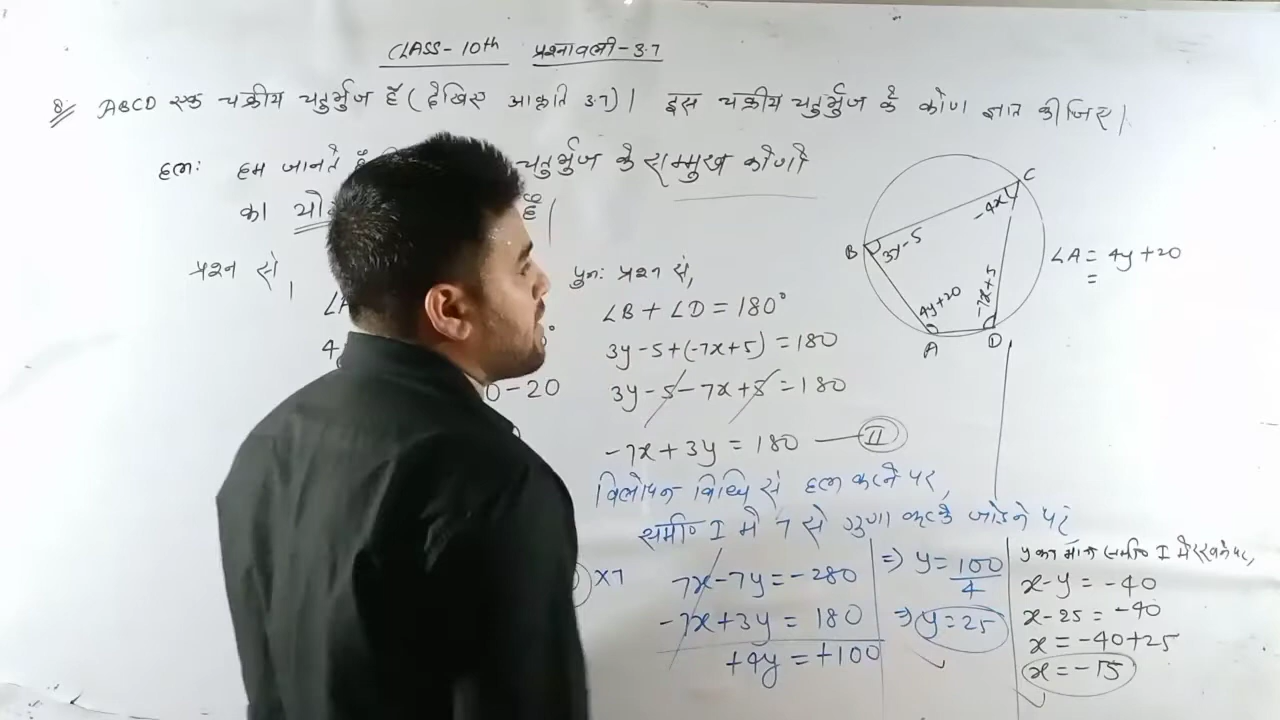 CLASS-10th प्रश्नावली-3.7
8 ABCD एक चक्रीय चतुर्भुज है (देखिए आकृति 3.7)। इस चक्रीय चतुर्भुज के कोण ज्ञात कीजिए।
हलः हम जानते चतुर्भुज के सम्मुख कोणों
का है।
प्रश्न से,
0-20
पुनः प्रश्न से,
∠B + ∠D = 180°
3y-5+(-7x+5) = 180
3y-5-7x+5 = 180
-7x+3y = 180 — II
विलोपन विधि से हल करने पर,
समी० I में 7 से गुणा करके जोड़ने पर
×7
7x-7y = -280
-7x+3y = 180
+4y = +100
⇒ y = 100/4
⇒ y = 25
y का मान समी० I में रखने पर,
x-y = -40
x-25 = -40
x = -40+25
x = -15
C
-4x
B
3y-5
4y+20
-7x+5
A
D
∠A = 4y+20
=